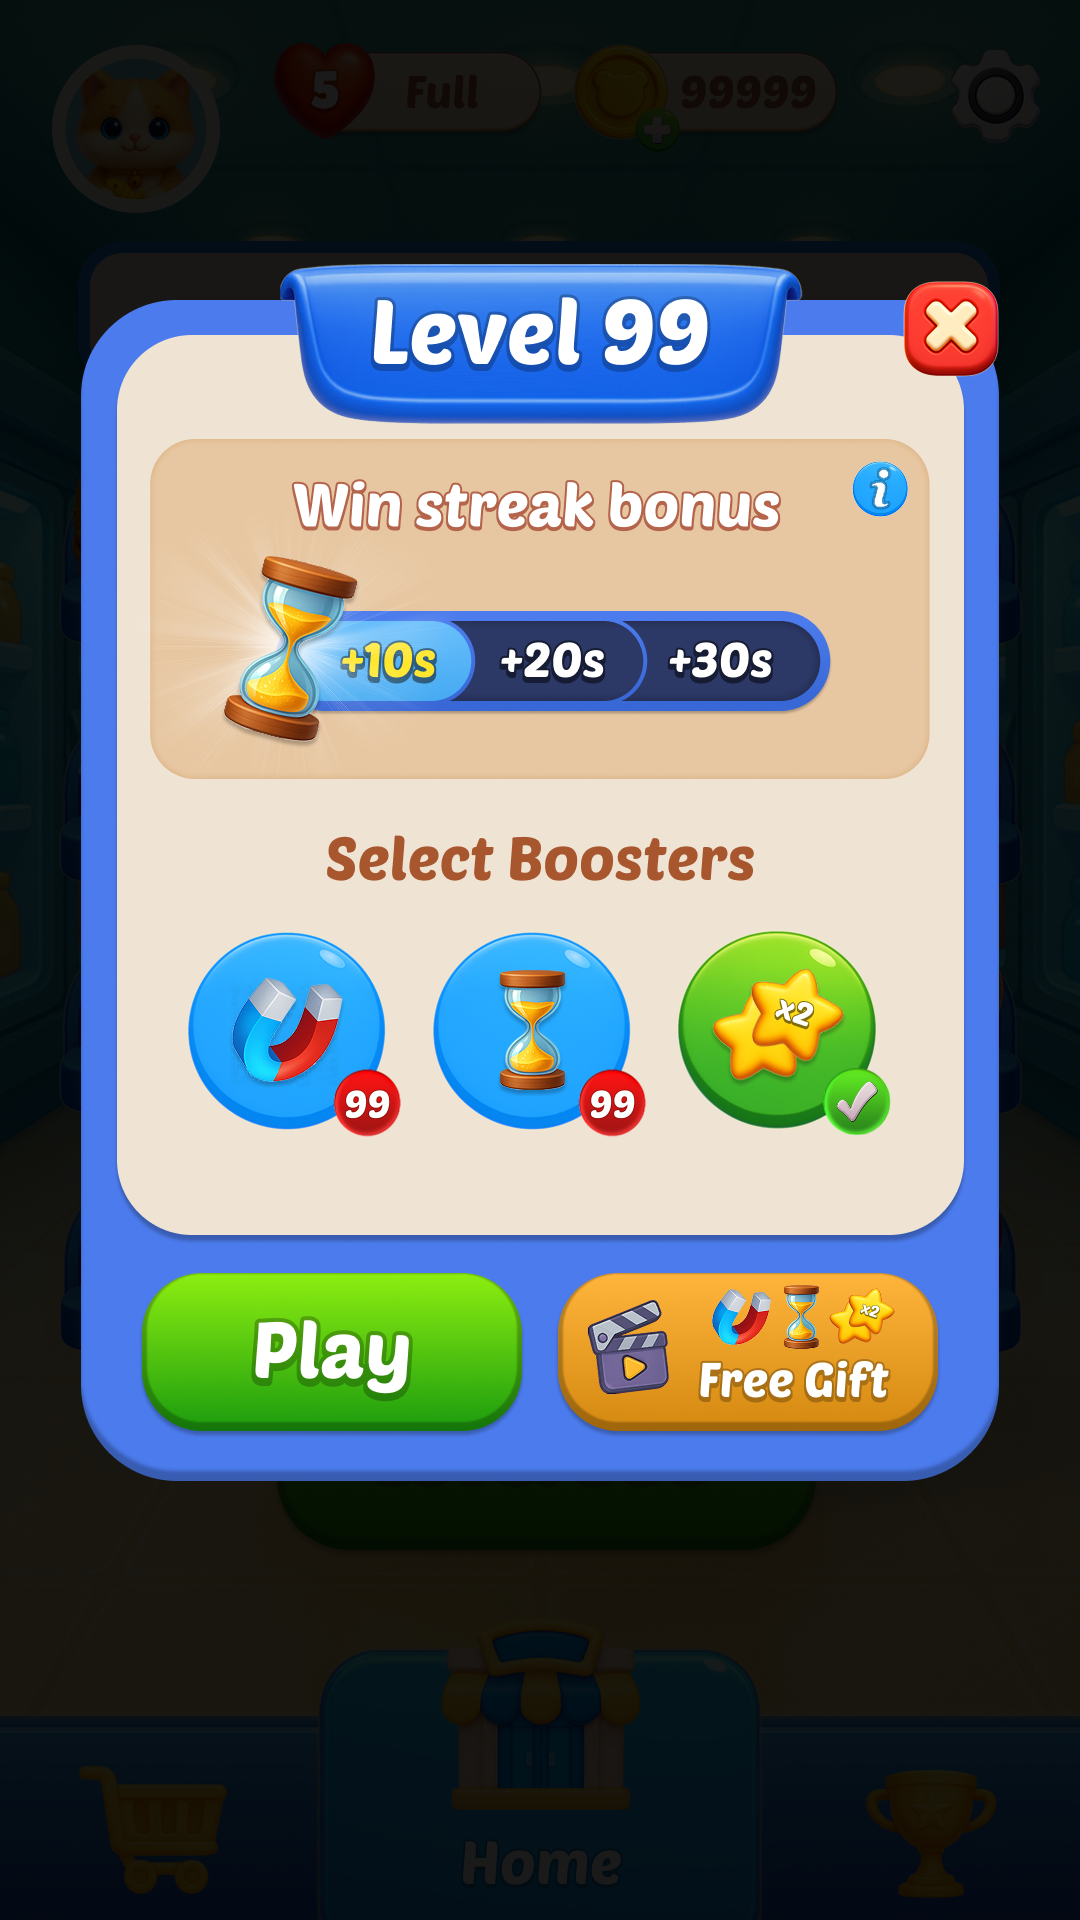 5
Full
99999
Level 99
Win streak bonus
i
+10s
+20s
+30s
Select Boosters
x2
99
99
x2
Play
Free Gift
Home